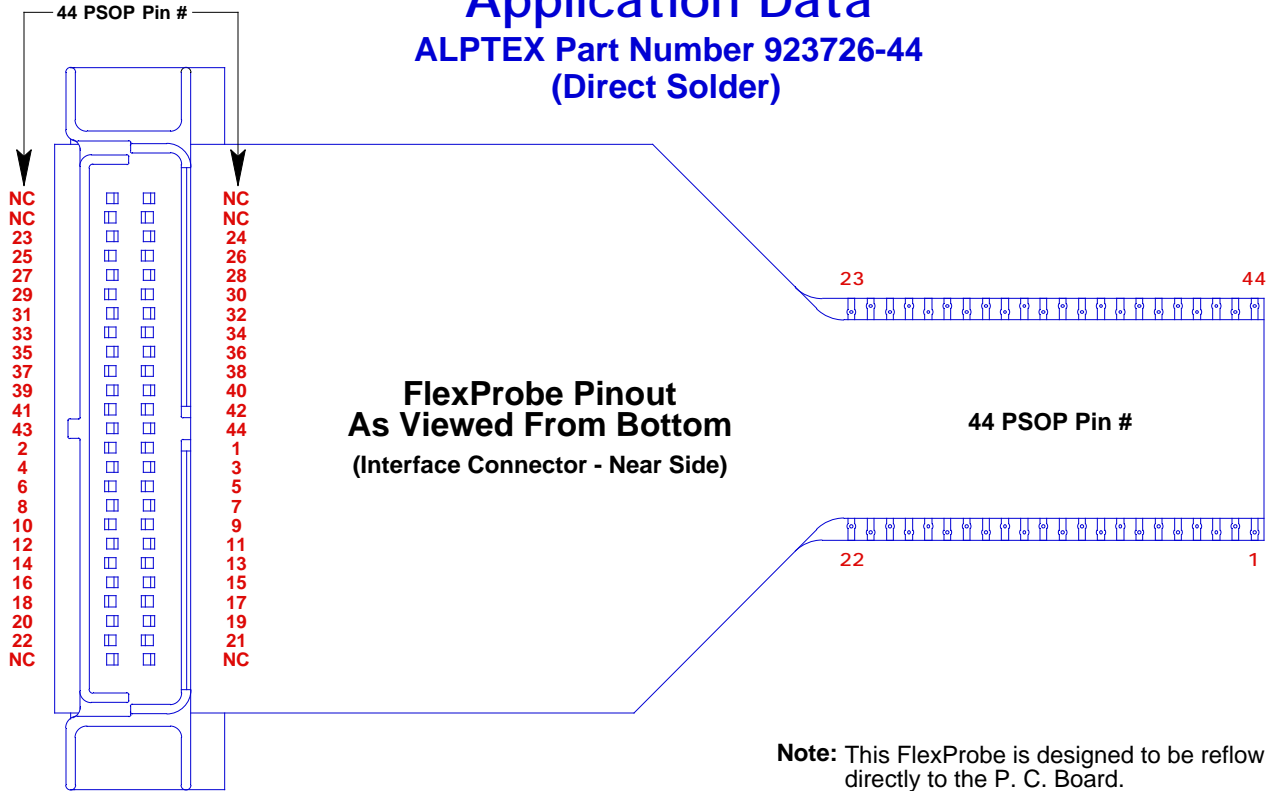 Application Data
ALPTEX Part Number 923726-44
(Direct Solder)
44 PSOP Pin #
NC NC
NC NC
23 24
25 26
27 28
29 30
31 32
33 34
35 36
37 38
39 40
41 42
43 44
2 1
4 3
6 5
8 7
10 9
12 11
14 13
16 15
18 17
20 19
22 21
NC NC
FlexProbe Pinout
As Viewed From Bottom
(Interface Connector - Near Side)
23 44
44 PSOP Pin #
22 1
Note: This FlexProbe is designed to be reflow
directly to the P. C. Board.